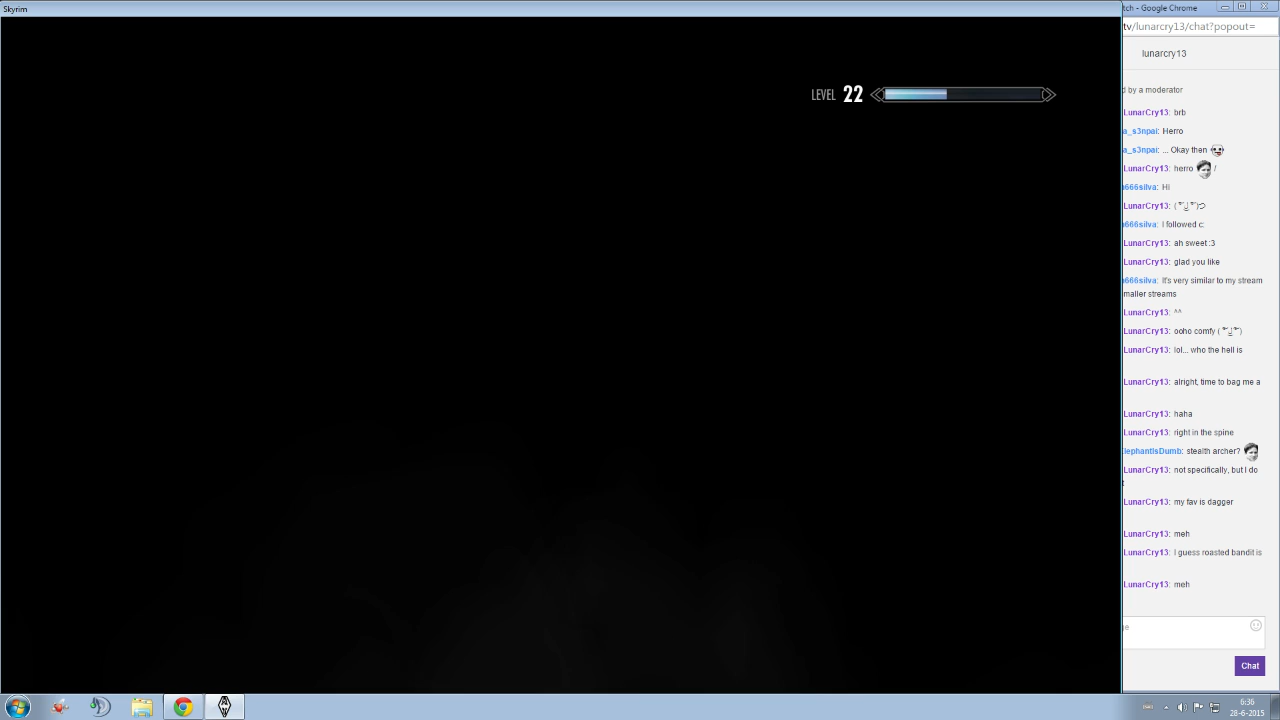 Skyrim
tch - Google Chrome
tv/lunarcry13/chat?popout=
lunarcry13
LEVEL 22
d by a moderator
LunarCry13: brb
a_s3npai: Herro
a_s3npai: ... Okay then
LunarCry13: herro /
666silva: Hi
LunarCry13:
666silva: I followed c:
LunarCry13: ah sweet :3
LunarCry13: glad you like
666silva: It's very similar to my stream
maller streams
LunarCry13: ^^
LunarCry13: ooho comfy
LunarCry13: lol... who the hell is
LunarCry13: alright, time to bag me a
LunarCry13: haha
LunarCry13: right in the spine
lephantIsDumb: stealth archer?
LunarCry13: not specifically, but I do
t
LunarCry13: my fav is dagger
LunarCry13: meh
LunarCry13: I guess roasted bandit is
LunarCry13: meh
ge
Chat
6:36
28-6-2015